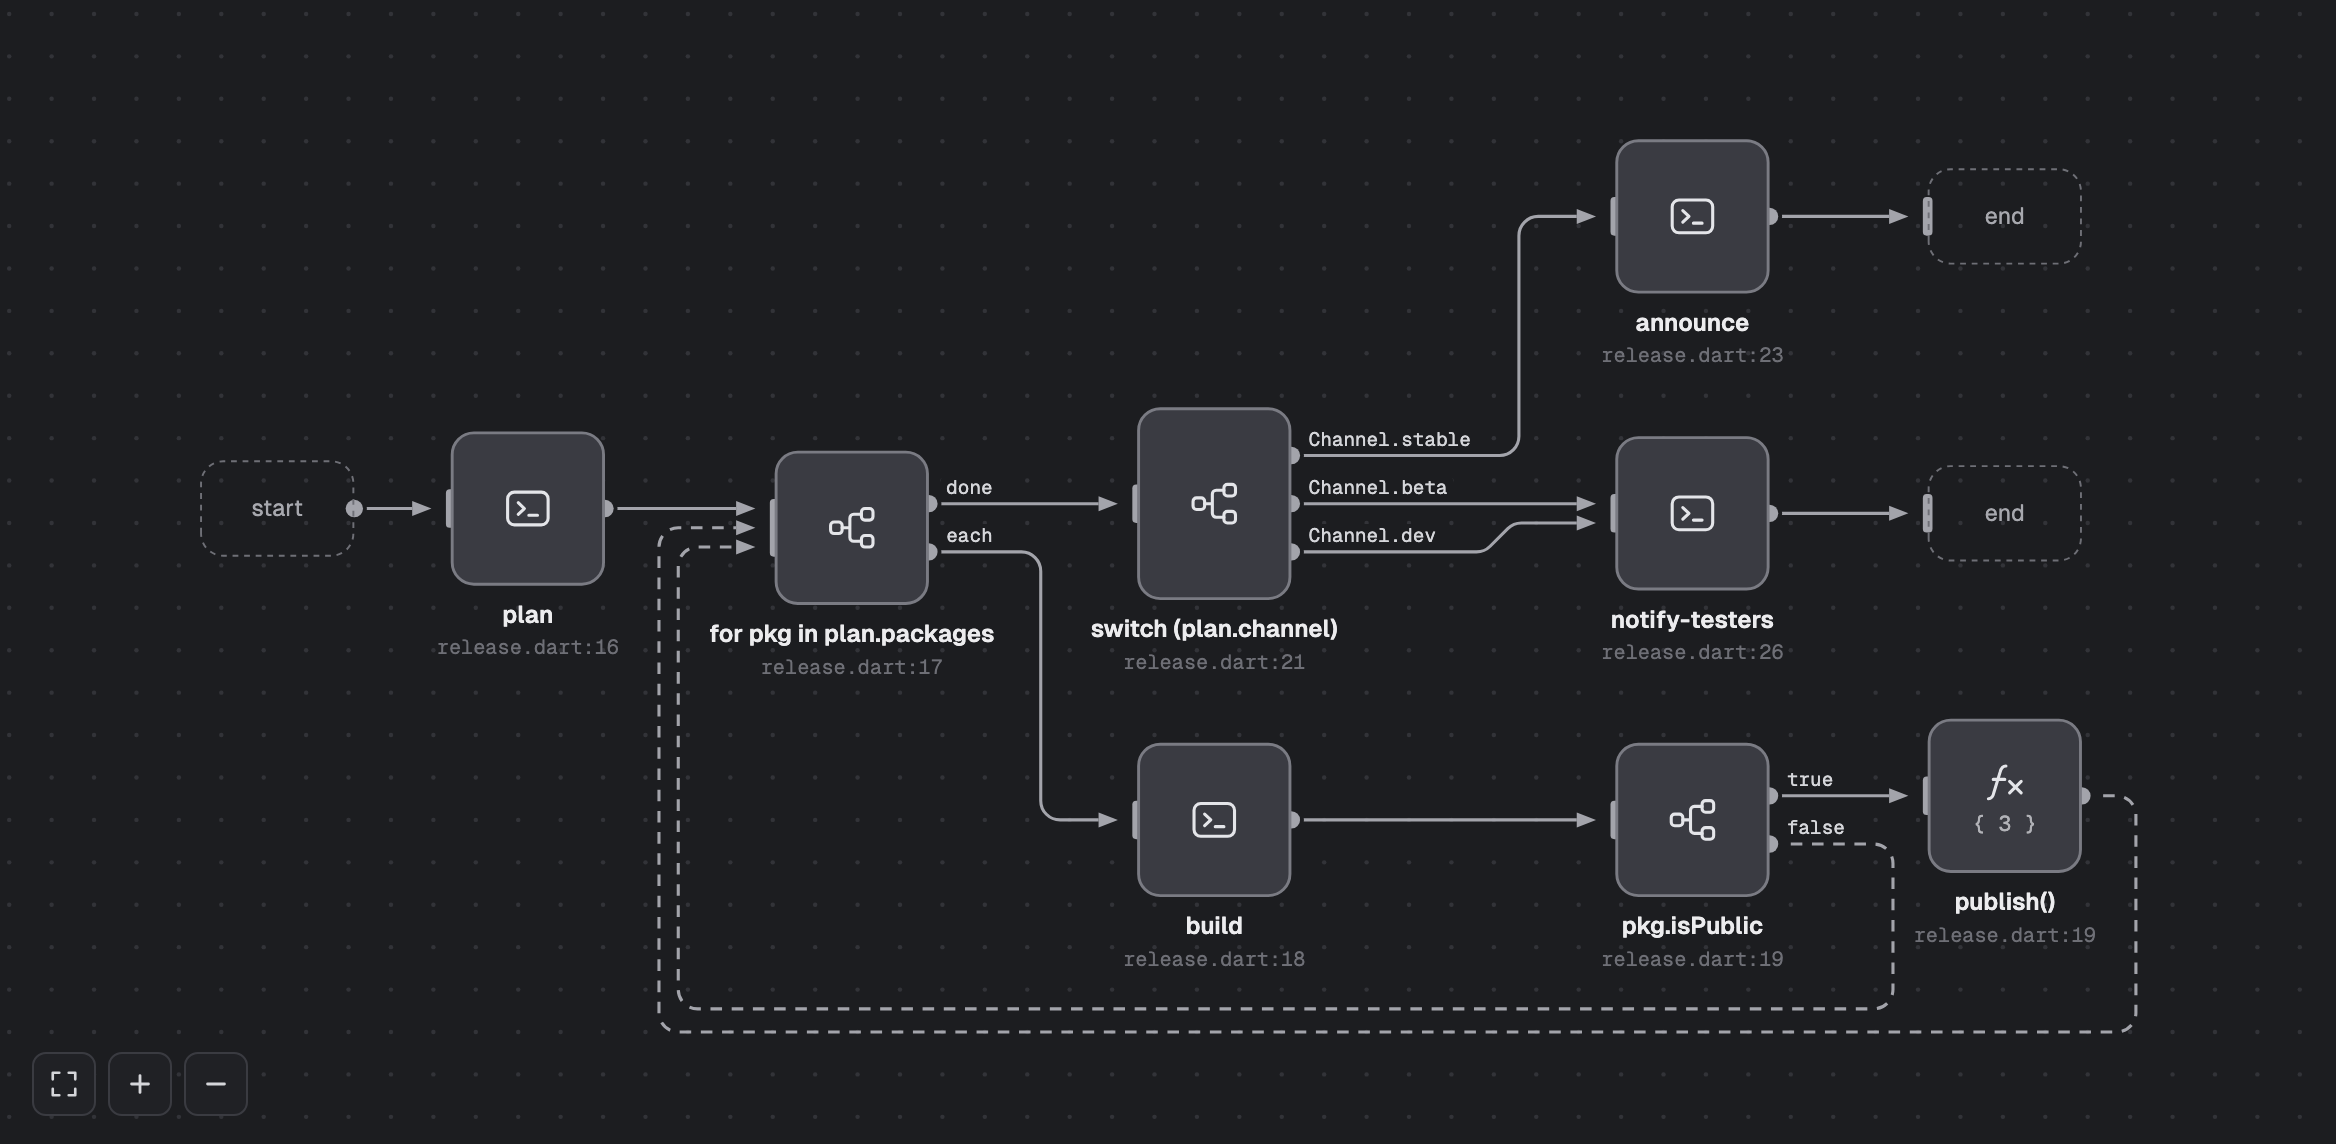 announce
release.dart:23
end
start
plan
release.dart:16
for pkg in plan.packages
release.dart:17
done
each
switch (plan.channel)
release.dart:21
Channel.stable
Channel.beta
Channel.dev
notify-testers
release.dart:26
end
build
release.dart:18
pkg.isPublic
release.dart:19
true
false
{ 3 }
publish()
release.dart:19